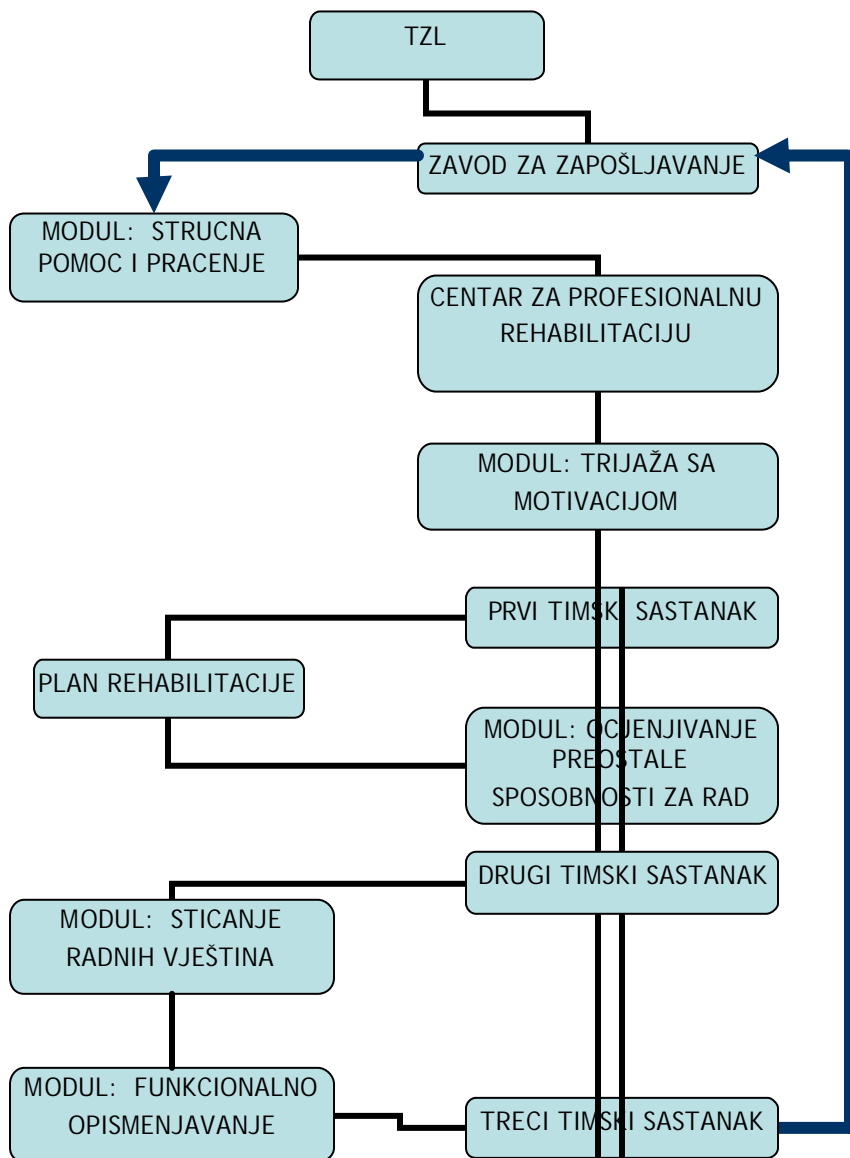 TZL
ZAVOD ZA ZAPOŠLJAVANJE
MODUL: STRUCNA
POMOC I PRACENJE
CENTAR ZA PROFESIONALNU
REHABILITACIJU
MODUL: TRIJAŽA SA
MOTIVACIJOM
PRVI TIMSKI SASTANAK
PLAN REHABILITACIJE
MODUL: OCJENJIVANJE
PREOSTALE
SPOSOBNOSTI ZA RAD
DRUGI TIMSKI SASTANAK
MODUL: STICANJE
RADNIH VJEŠTINA
MODUL: FUNKCIONALNO
OPISMENJAVANJE
TRECI TIMSKI SASTANAK